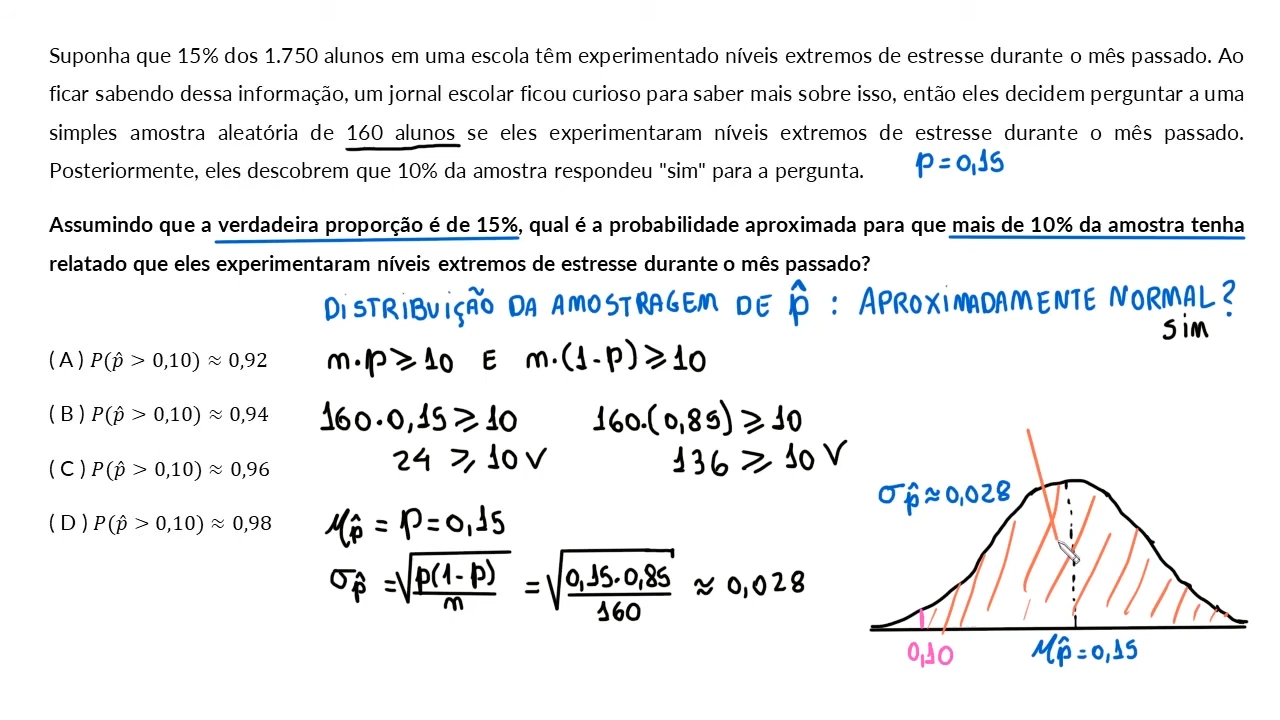 Suponha que 15% dos 1.750 alunos em uma escola têm experimentado níveis extremos de estresse durante o mês passado. Ao
ficar sabendo dessa informação, um jornal escolar ficou curioso para saber mais sobre isso, então eles decidem perguntar a uma
simples amostra aleatória de 160 alunos se eles experimentaram níveis extremos de estresse durante o mês passado.
Posteriormente, eles descobrem que 10% da amostra respondeu "sim" para a pergunta.
p=0,15
Assumindo que a verdadeira proporção é de 15%, qual é a probabilidade aproximada para que mais de 10% da amostra tenha
relatado que eles experimentaram níveis extremos de estresse durante o mês passado?
DISTRIBUIÇÃO DA AMOSTRAGEM DE p̂ : APROXIMADAMENTE NORMAL?
SIM
( A ) P(p̂ > 0,10) ≈ 0,92
n.p ≥ 10 E n.(1-p) ≥ 10
( B ) P(p̂ > 0,10) ≈ 0,94
160.0,15 ≥ 10 160.(0,85) ≥ 10
( C ) P(p̂ > 0,10) ≈ 0,96
24 ≥ 10 V 136 ≥ 10 V
( D ) P(p̂ > 0,10) ≈ 0,98
μp̂ = p = 0,15
σp̂ = √(p(1-p)/n) = √(0,15.0,85/160) ≈ 0,028
σp̂ ≈ 0,028
0,10
μp̂ = 0,15